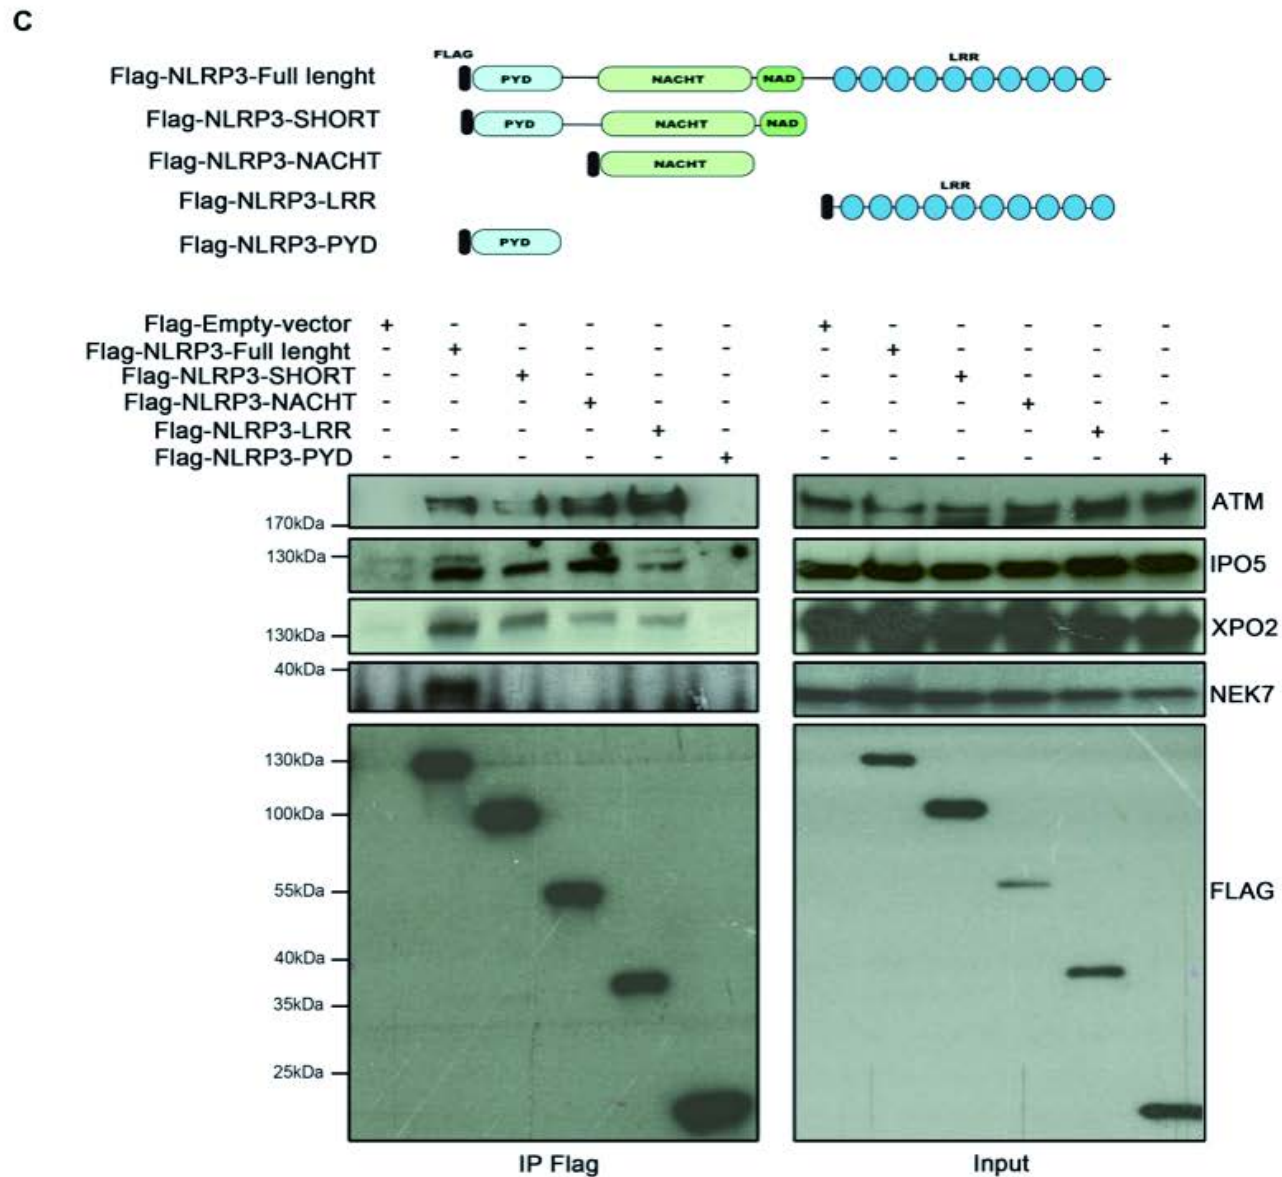 C
FLAG
LRR
Flag-NLRP3-Full lenght
PYD NACHT NAD
Flag-NLRP3-SHORT
PYD NACHT NAD
Flag-NLRP3-NACHT
NACHT
LRR
Flag-NLRP3-LRR
Flag-NLRP3-PYD
PYD
Flag-Empty-vector + - - - - - + - - - - -
Flag-NLRP3-Full lenght - + - - - - - + - - - -
Flag-NLRP3-SHORT - - + - - - - - + - - -
Flag-NLRP3-NACHT - - - + - - - - - + - -
Flag-NLRP3-LRR - - - - + - - - - - + -
Flag-NLRP3-PYD - - - - - + - - - - - +
ATM
170kDa
130kDa
IPO5
XPO2
130kDa
40kDa
NEK7
130kDa
100kDa
55kDa
FLAG
40kDa
35kDa
25kDa
IP Flag
Input